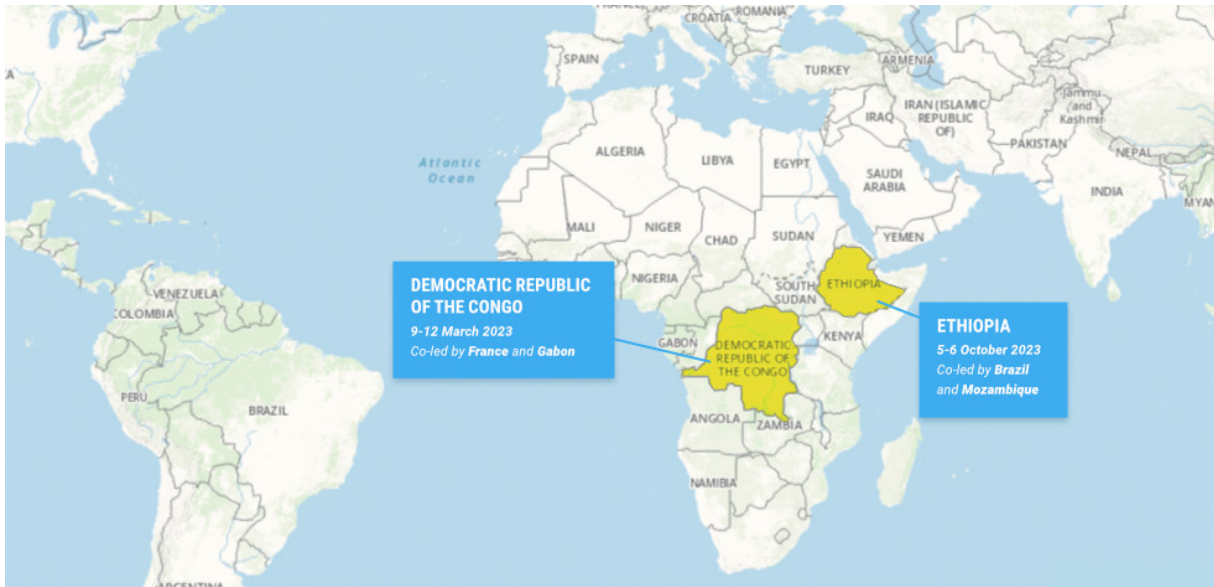 FRANCE
CROATIA
ROMANIA
SPAIN
TURKEY
ARMENIA
IRAN (ISLAMIC
REPUBLIC
OF)
IRAQ
Jammu
and
Kashmir
PAKISTAN
NEPAL
ALGERIA
LIBYA
EGYPT
SAUDI
ARABIA
INDIA
MYAN
Atlantic
Ocean
MALI
NIGER
CHAD
SUDAN
YEMEN
NIGERIA
SOUTH
SUDAN
ETHIOPIA
DEMOCRATIC REPUBLIC
OF THE CONGO
9-12 March 2023
Co-led by France and Gabon
ETHIOPIA
5-6 October 2023
Co-led by Brazil
and Mozambique
VENEZUELA
COLOMBIA
GABON
DEMOCRATIC
REPUBLIC OF
THE CONGO
KENYA
PERU
BRAZIL
ANGOLA
ZAMBIA
NAMIBIA
ARGENTINA